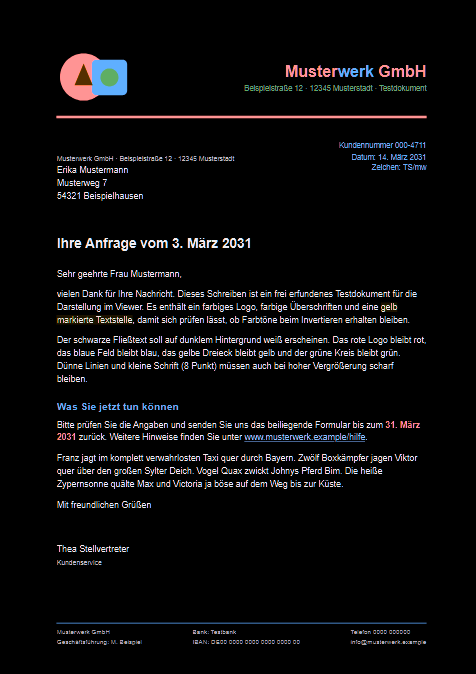 Musterwerk GmbH
Beispielstraße 12 · 12345 Musterstadt · Testdokument
Kundennummer 000-4711
Datum: 14. März 2031
Zeichen: TS/mw
Musterwerk GmbH · Beispielstraße 12 · 12345 Musterstadt
Erika Mustermann
Musterweg 7
54321 Beispielhausen
Ihre Anfrage vom 3. März 2031
Sehr geehrte Frau Mustermann,
vielen Dank für Ihre Nachricht. Dieses Schreiben ist ein frei erfundenes Testdokument für die
Darstellung im Viewer. Es enthält ein farbiges Logo, farbige Überschriften und eine gelb
markierte Textstelle, damit sich prüfen lässt, ob Farbtöne beim Invertieren erhalten bleiben.
Der schwarze Fließtext soll auf dunklem Hintergrund weiß erscheinen. Das rote Logo bleibt rot,
das blaue Feld bleibt blau, das gelbe Dreieck bleibt gelb und der grüne Kreis bleibt grün.
Dünne Linien und kleine Schrift (8 Punkt) müssen auch bei hoher Vergrößerung scharf
bleiben.
Was Sie jetzt tun können
Bitte prüfen Sie die Angaben und senden Sie uns das beiliegende Formular bis zum 31. März
2031 zurück. Weitere Hinweise finden Sie unter www.musterwerk.example/hilfe.
Franz jagt im komplett verwahrlosten Taxi quer durch Bayern. Zwölf Boxkämpfer jagen Viktor
quer über den großen Sylter Deich. Vogel Quax zwickt Johnys Pferd Bim. Die heiße
Zypernsonne quälte Max und Victoria ja böse auf dem Weg bis zur Küste.
Mit freundlichen Grüßen
Thea Stellvertreter
Kundenservice
Musterwerk GmbH
Geschäftsführung: M. Beispiel
Bank: Testbank
IBAN: DE00 0000 0000 0000 0000 00
Telefon 0000 000000
info@musterwerk.example